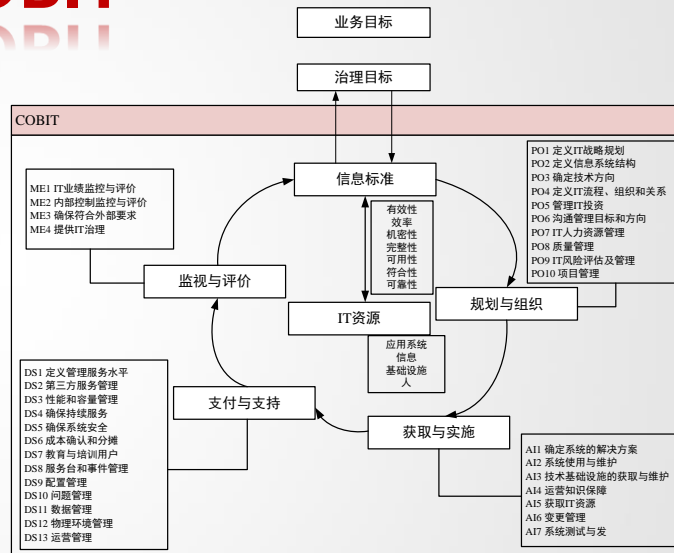 COBIT
业务目标
治理目标
COBIT
信息标准
有效性
效率
机密性
完整性
可用性
符合性
可靠性
IT资源
应用系统
信息
基础设施
人
PO1 定义IT战略规划
PO2 定义信息系统结构
PO3 确定技术方向
PO4 定义IT流程、组织和关系
PO5 管理IT投资
PO6 沟通管理目标和方向
PO7 IT人力资源管理
PO8 质量管理
PO9 IT风险评估及管理
PO10 项目管理
规划与组织
ME1 IT业绩监控与评价
ME2 内部控制监控与评价
ME3 确保符合外部要求
ME4 提供IT治理
监视与评价
支付与支持
DS1 定义管理服务水平
DS2 第三方服务管理
DS3 性能和容量管理
DS4 确保持续服务
DS5 确保系统安全
DS6 成本确认和分摊
DS7 教育与培训用户
DS8 服务台和事件管理
DS9 配置管理
DS10 问题管理
DS11 数据管理
DS12 物理环境管理
DS13 运营管理
获取与实施
AI1 确定系统的解决方案
AI2 系统使用与维护
AI3 技术基础设施的获取与维护
AI4 运营知识保障
AI5 获取IT资源
AI6 变更管理
AI7 系统测试与发